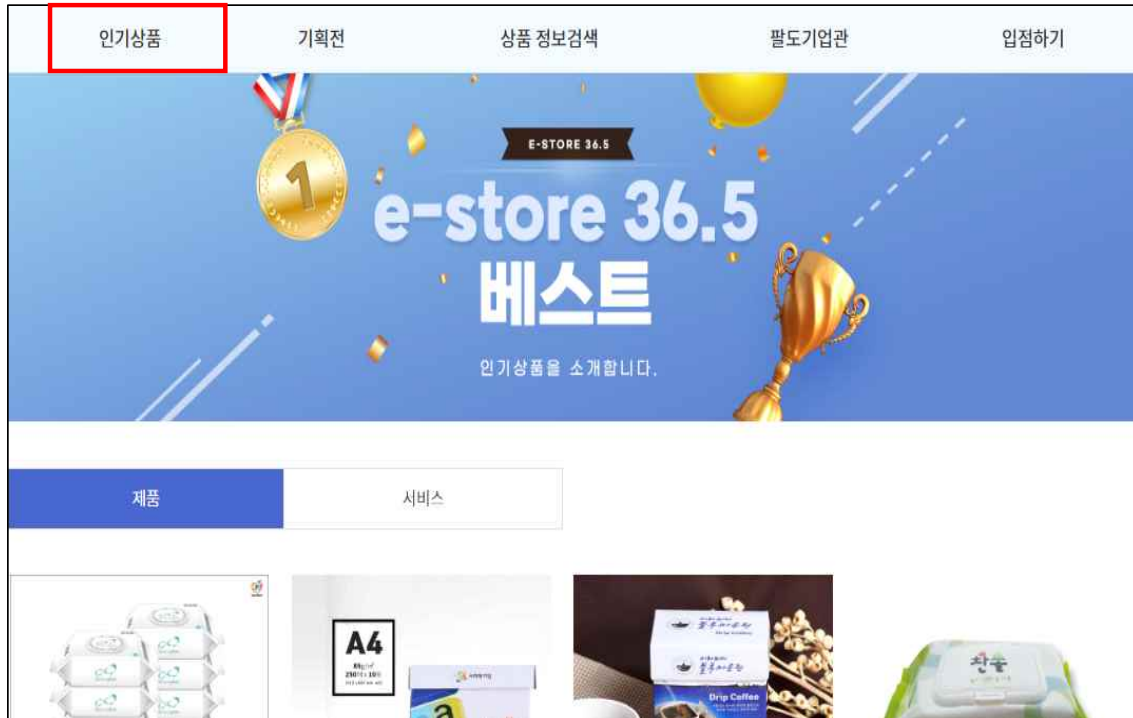 인기상품
기획전
상품 정보검색
팔도기업관
입점하기
E-STORE 36.5
e-store 36.5
베스트
인기상품을 소개합니다.
제품
서비스
A4
Drip Coffee